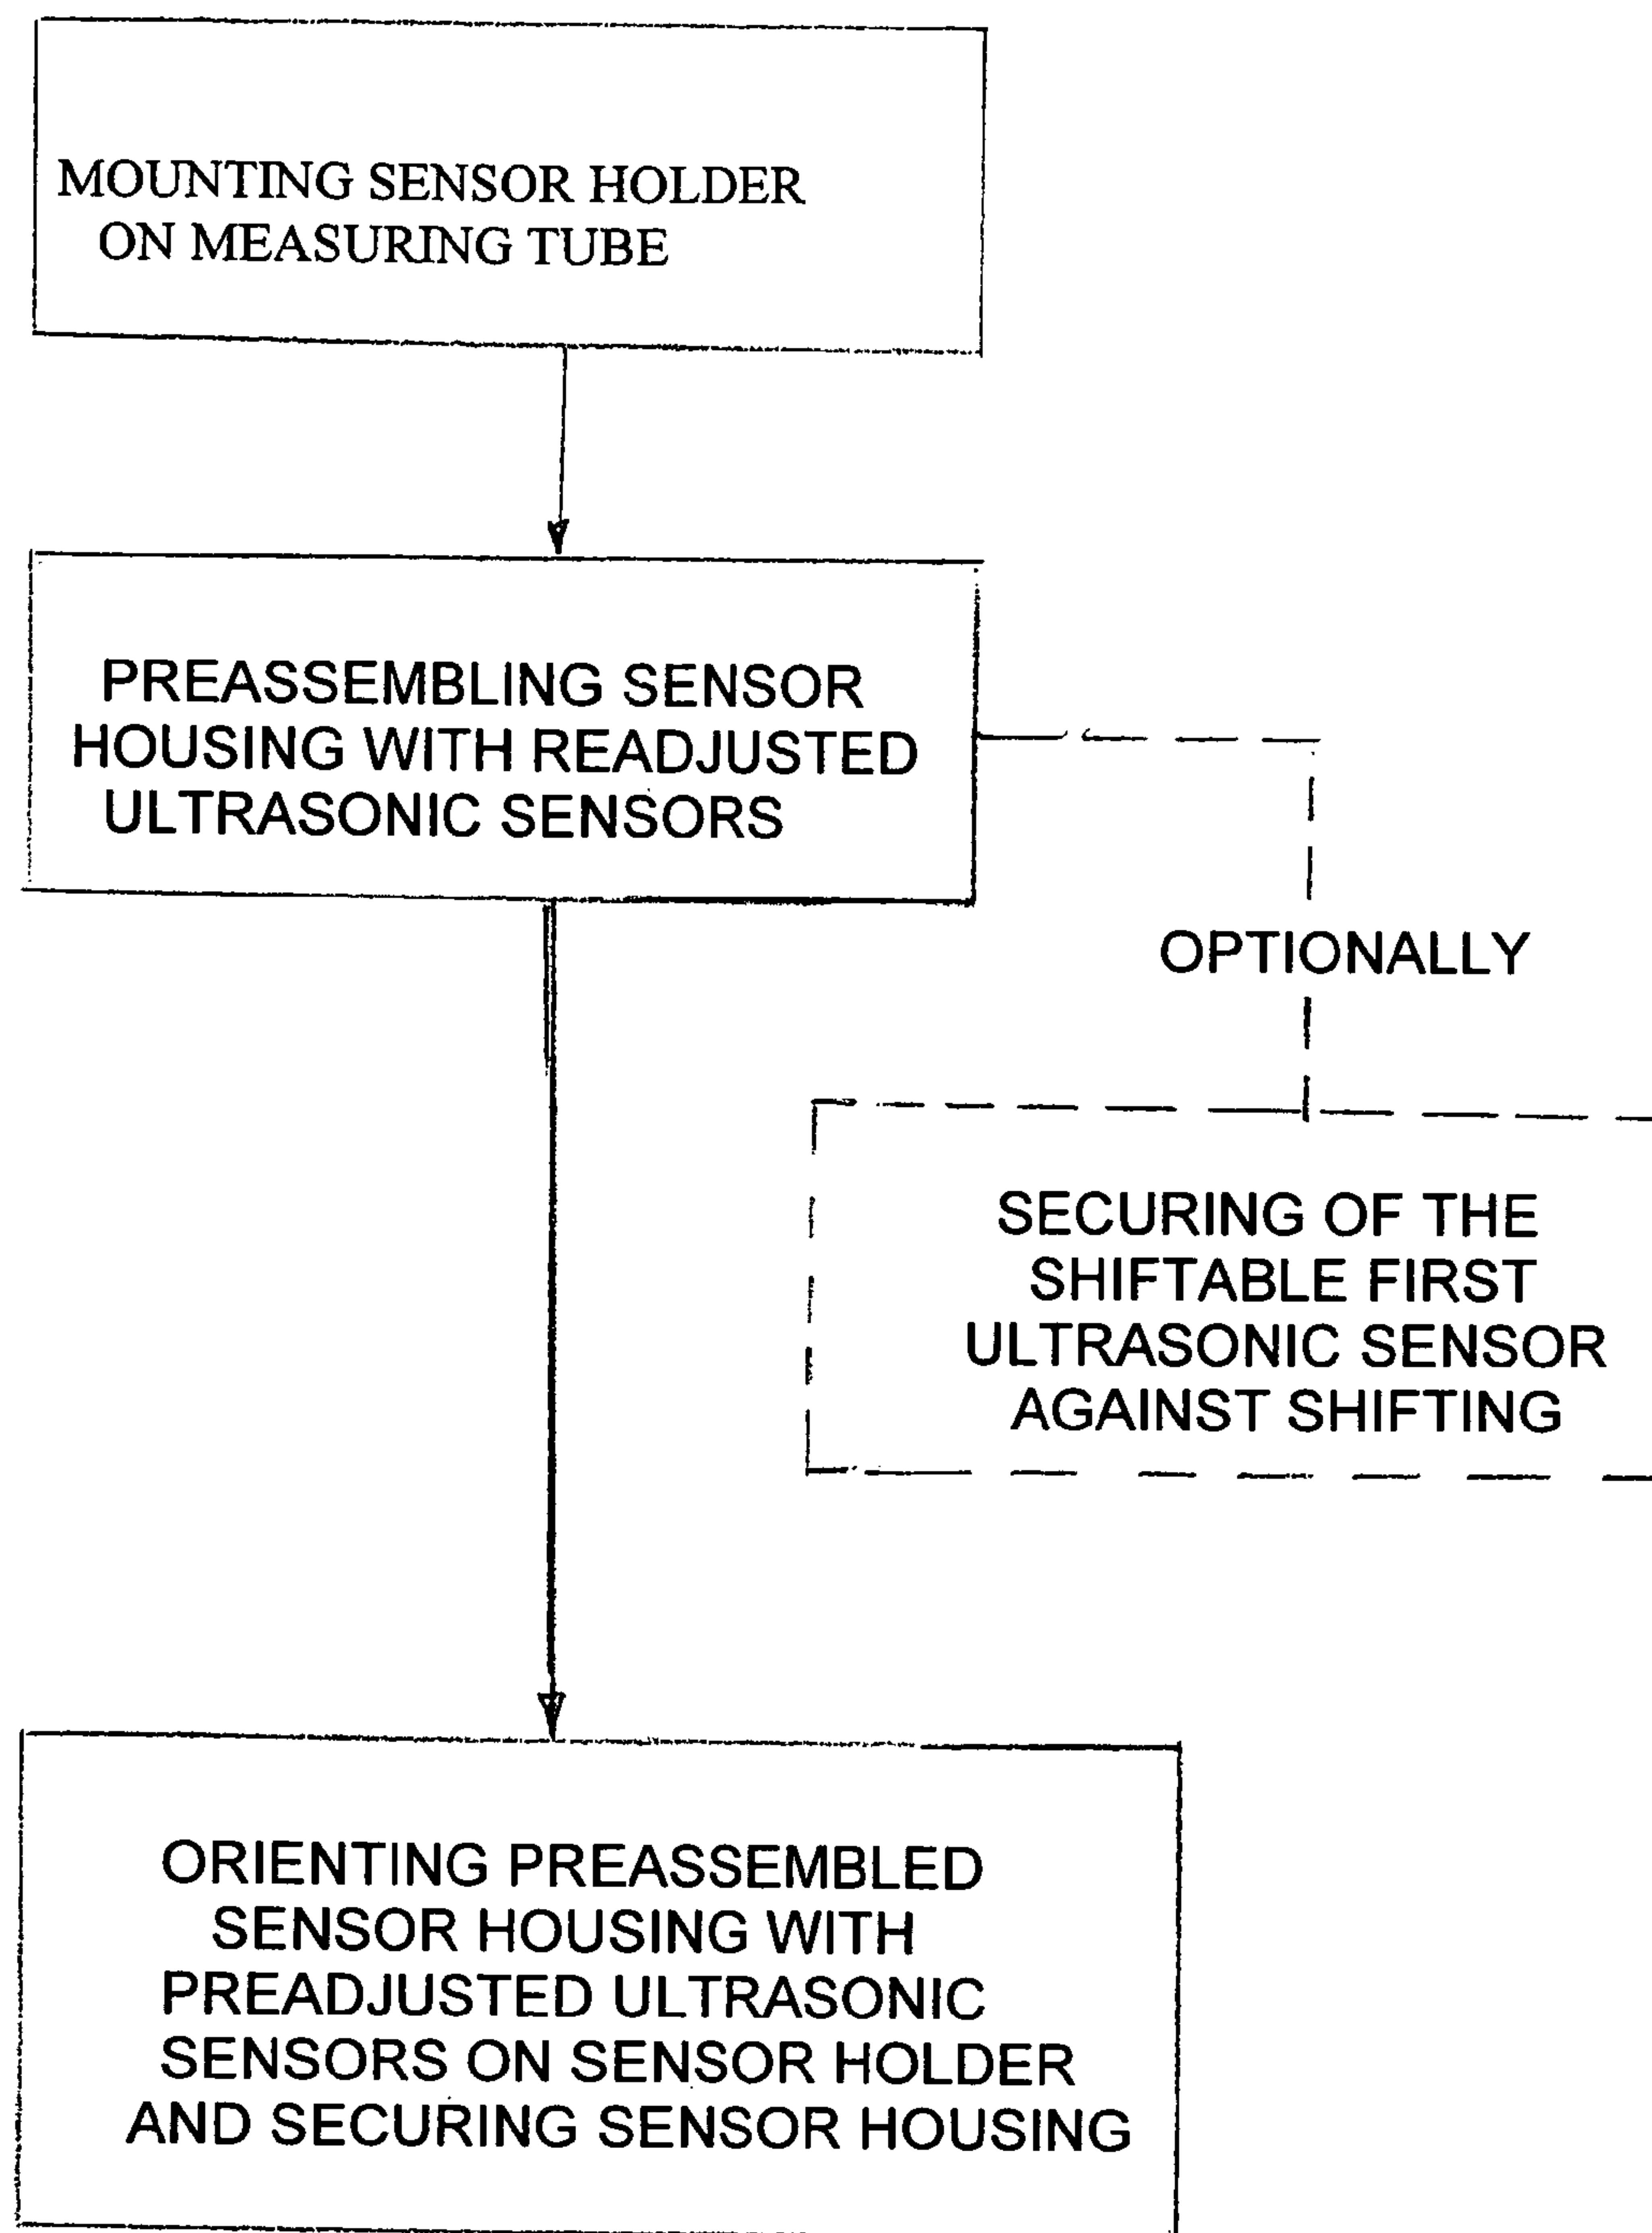 MOUNTING SENSOR HOLDER
ON MEASURING TUBE
PREASSEMBLING SENSOR
HOUSING WITH READJUSTED
ULTRASONIC SENSORS
OPTIONALLY
SECURING OF THE
SHIFTABLE FIRST
ULTRASONIC SENSOR
AGAINST SHIFTING
ORIENTING PREASSEMBLED
SENSOR HOUSING WITH
PREADJUSTED ULTRASONIC
SENSORS ON SENSOR HOLDER
AND SECURING SENSOR HOUSING